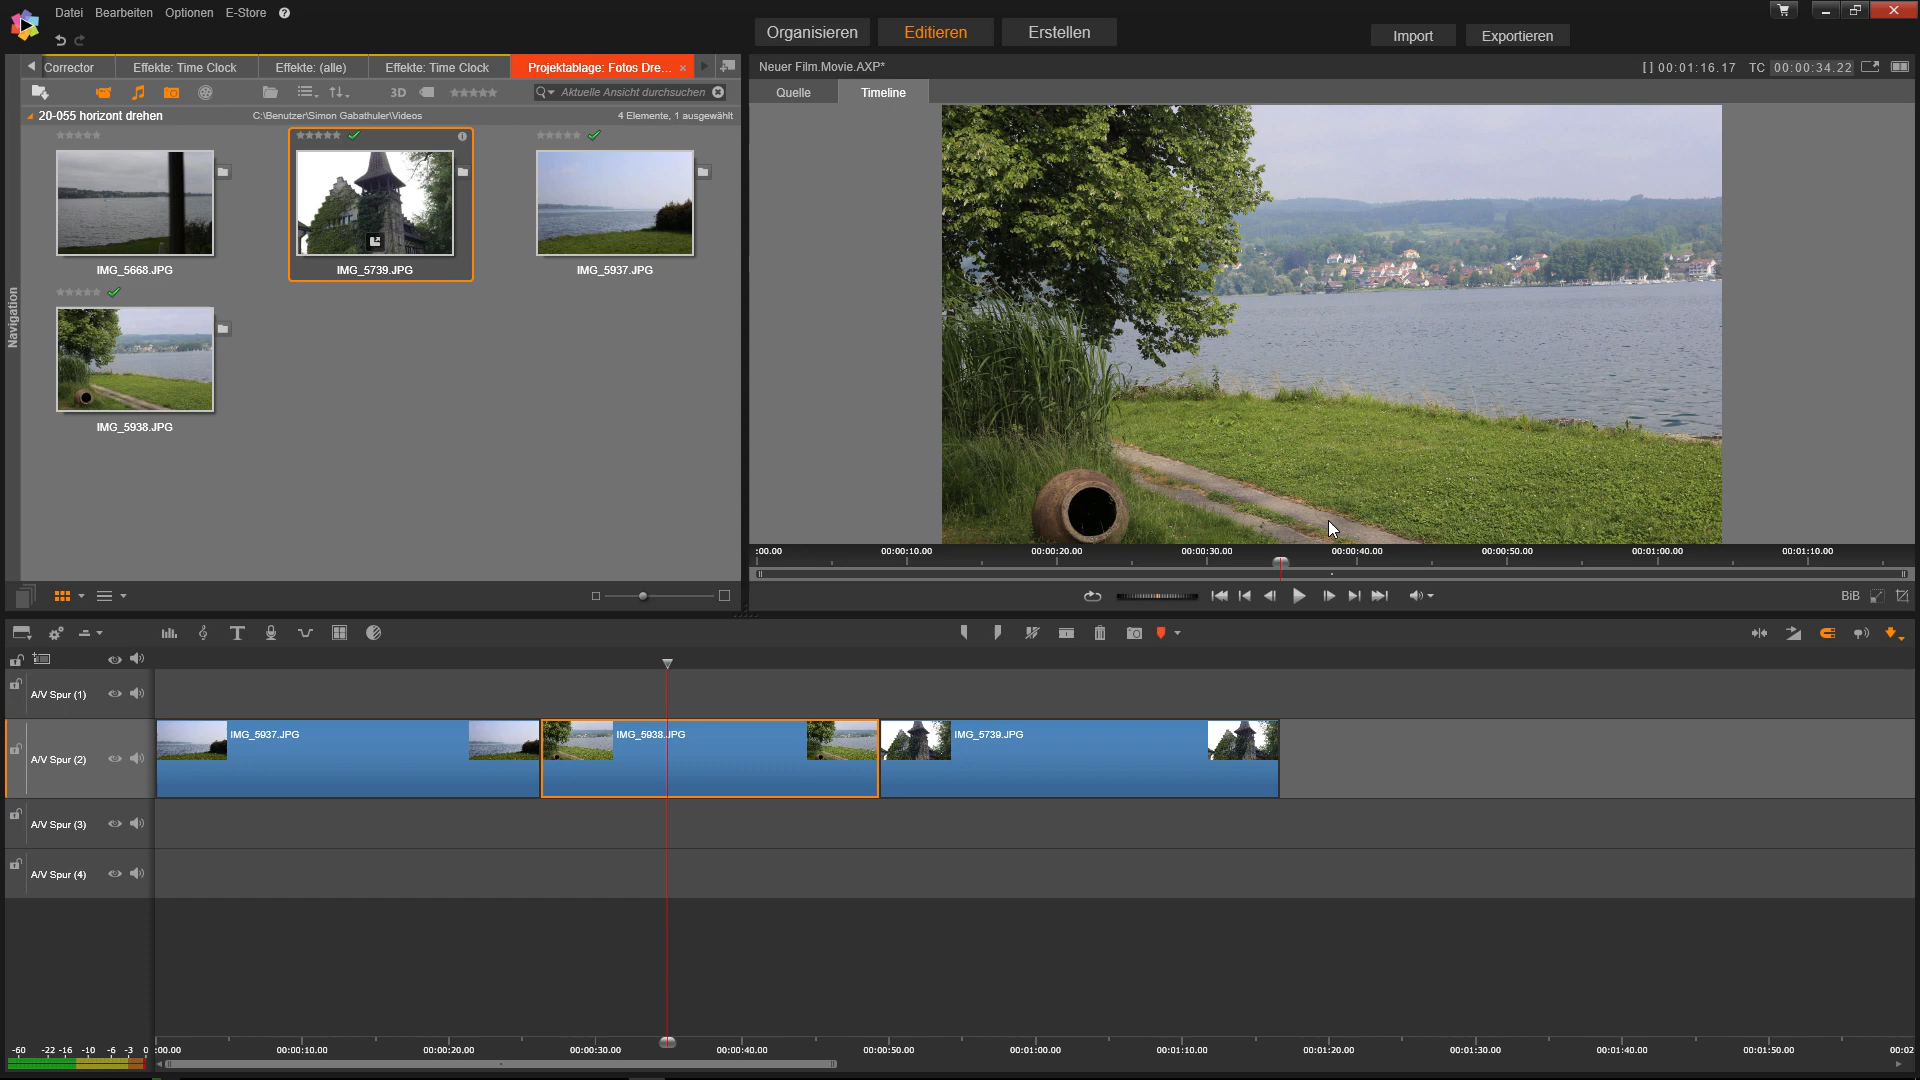 Datei Bearbeiten Optionen E-Store
Organisieren Editieren Erstellen
Import Exportieren
Corrector Effekte: Time Clock Effekte: (alle) Effekte: Time Clock Projektablage: Fotos Dre... ×
Neuer Film.Movie.AXP*
[ ] 00:01:16.17 TC 00:00:34.22
3D Aktuelle Ansicht durchsuchen
Quelle Timeline
20-055 horizont drehen C:\Benutzer\Simon Gabathuler\Videos 4 Elemente, 1 ausgewählt
IMG_5668.JPG IMG_5739.JPG IMG_5937.JPG
IMG_5938.JPG
Navigation
:00.00 00:00:10.00 00:00:20.00 00:00:30.00 00:00:40.00 00:00:50.00 00:01:00.00 00:01:10.00
BiB
A/V Spur (1)
A/V Spur (2)
IMG_5937.JPG IMG_5938.JPG IMG_5739.JPG
A/V Spur (3)
A/V Spur (4)
-60 -22 -16 -10 -6 -3 0
:00.00 00:00:10.00 00:00:20.00 00:00:30.00 00:00:40.00 00:00:50.00 00:01:00.00 00:01:10.00 00:01:20.00 00:01:30.00 00:01:40.00 00:01:50.00 00:02